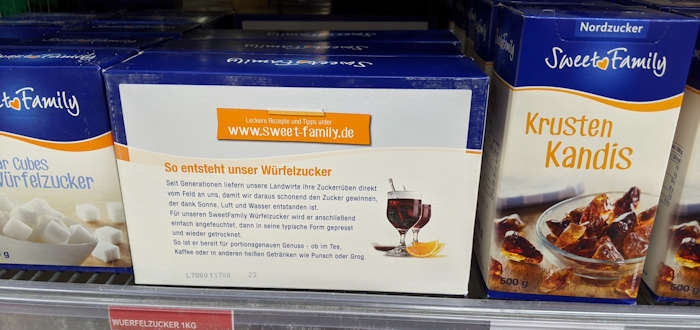 et Family
ar Cubes
Würfelzucker
0 g
Leckere Rezepte und Tipps unter
www.sweet-family.de
So entsteht unser Würfelzucker
Seit Generationen liefern unsere Landwirte ihre Zuckerrüben direkt
vom Feld an uns, damit wir daraus schonend den Zucker gewinnen,
der dank Sonne, Luft und Wasser entstanden ist.
Für unseren SweetFamily Würfelzucker wird er anschließend
einfach angefeuchtet, dann in seine typische Form gepresst
und wieder getrocknet.
So ist er bereit für portionsgenauen Genuss - ob im Tee,
Kaffee oder in anderen heißen Getränken wie Punsch oder Grog.
Nordzucker
Sweet Family
Krusten
Kandis
500 g
500
WUERFELZUCKER 1KG